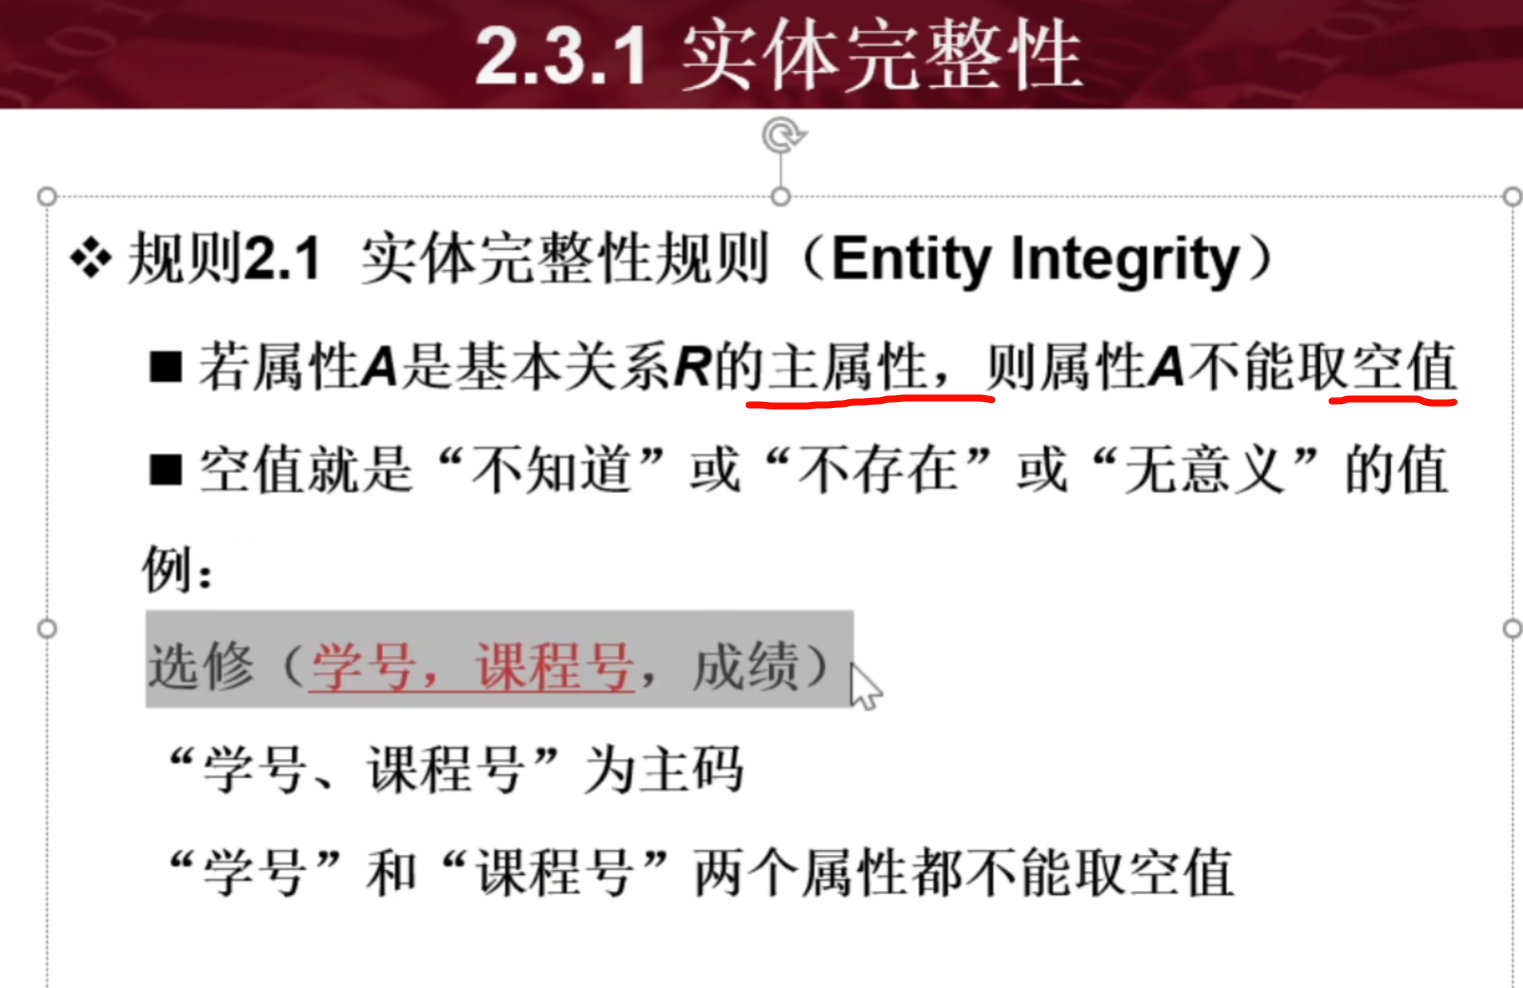 2.3.1 实体完整性
❖ 规则2.1 实体完整性规则（Entity Integrity）
■ 若属性A是基本关系R的主属性，则属性A不能取空值
■ 空值就是“不知道”或“不存在”或“无意义”的值
例：
选修（学号，课程号，成绩）
“学号、课程号”为主码
“学号”和“课程号”两个属性都不能取空值